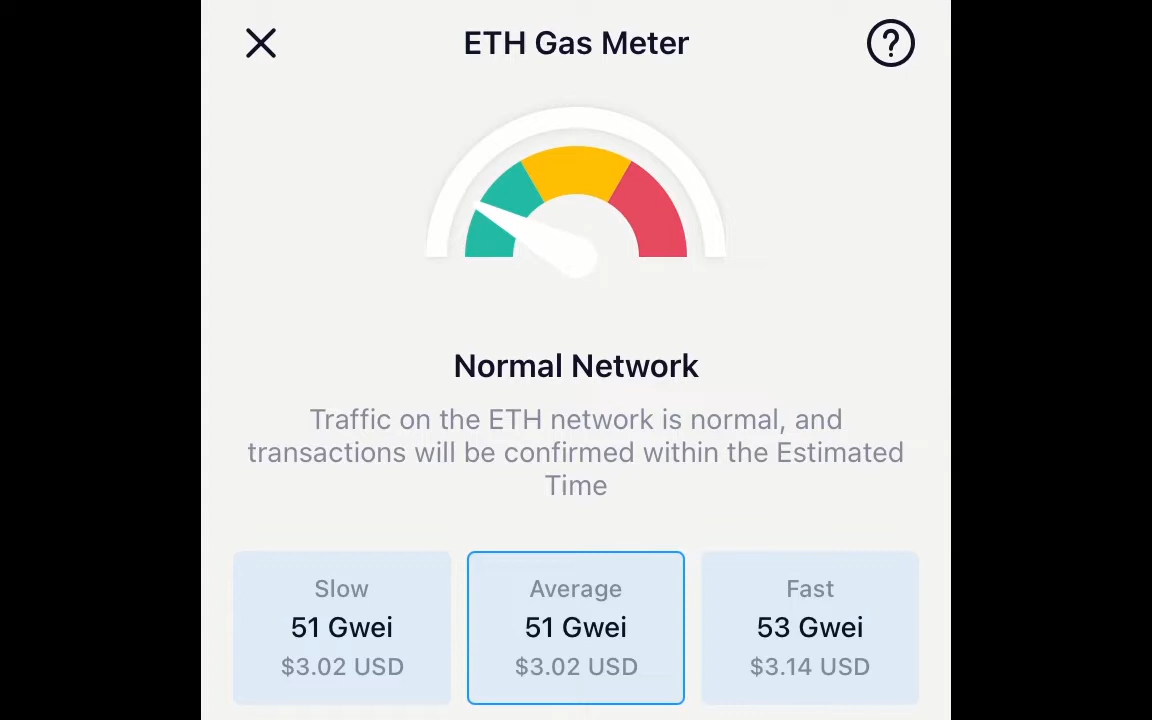 ETH Gas Meter
Normal Network
Traffic on the ETH network is normal, and
transactions will be confirmed within the Estimated
Time
Slow
51 Gwei
$3.02 USD
Average
51 Gwei
$3.02 USD
Fast
53 Gwei
$3.14 USD